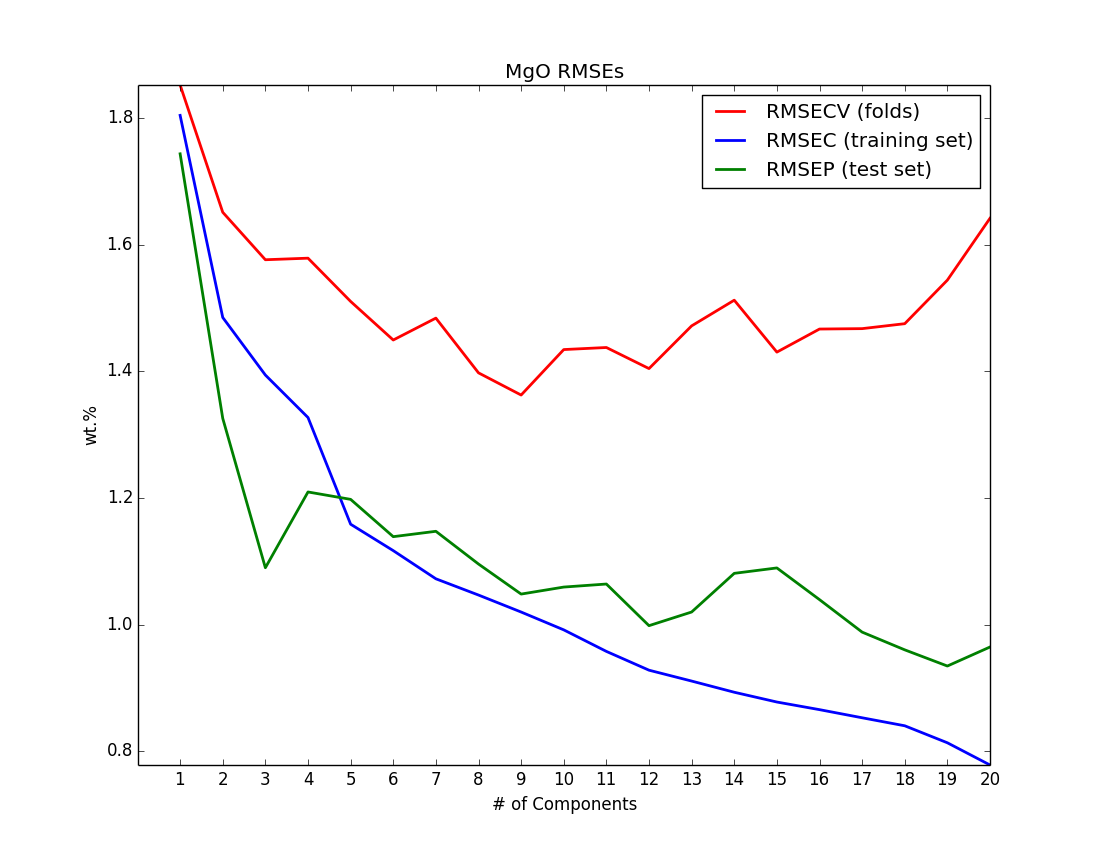 MgO RMSEs
RMSECV (folds)
RMSEC (training set)
RMSEP (test set)
wt.%
1.8
1.6
1.4
1.2
1.0
0.8
1 2 3 4 5 6 7 8 9 10 11 12 13 14 15 16 17 18 19 20
# of Components